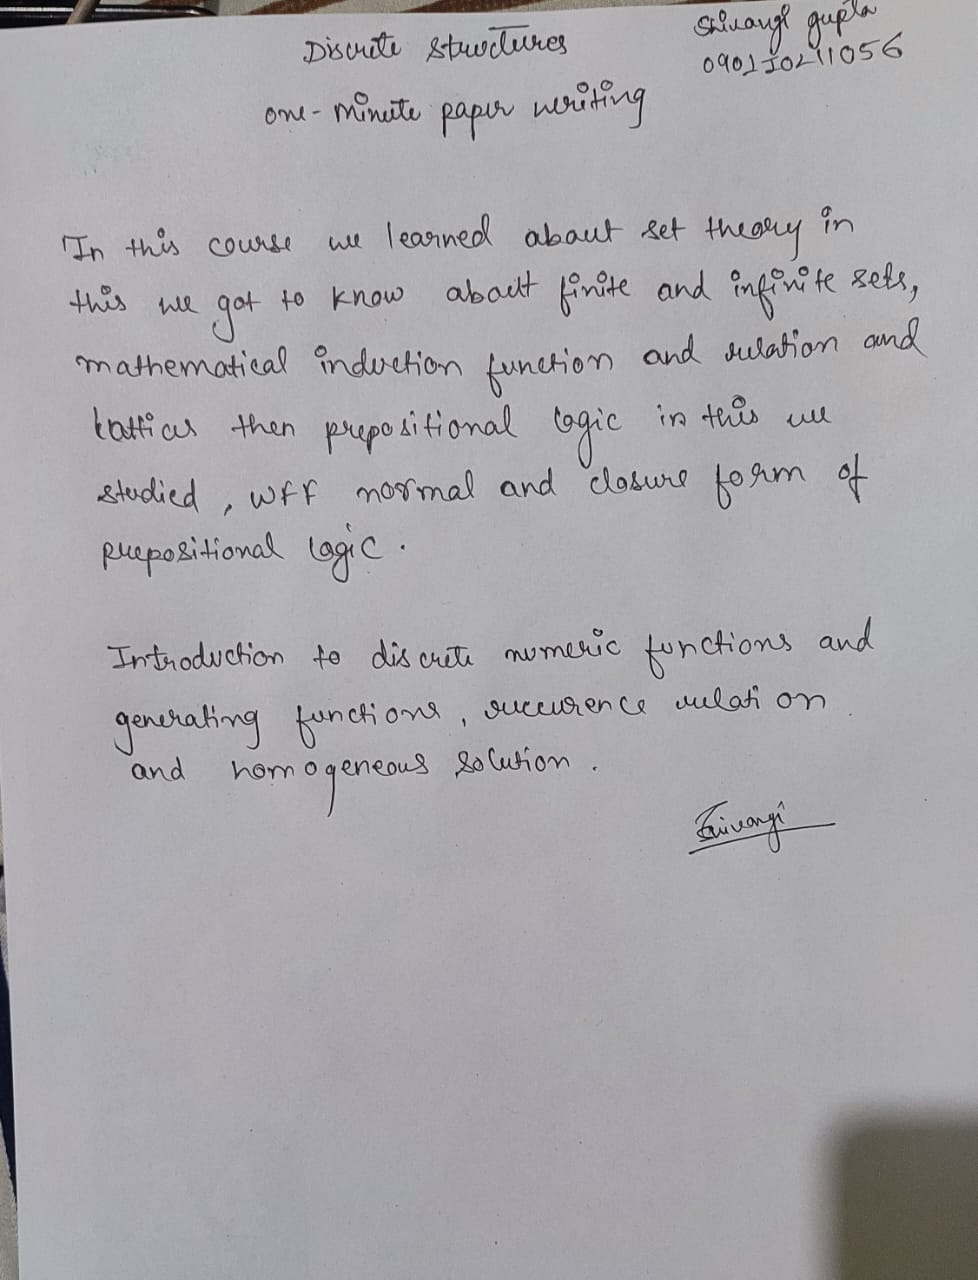 Discrete Structures
Shivangi gupta
0901IO211056
one-minute paper writing
In this course we learned about set theory in
this we got to know about finite and infinite sets,
mathematical induction function and relation and
lattices then prepositional logic in this we
studied, wff normal and closure form of
prepositional logic.
Introduction to discrete numeric functions and
generating functions, reccurence relation
and homogeneous solution.
Shivangi